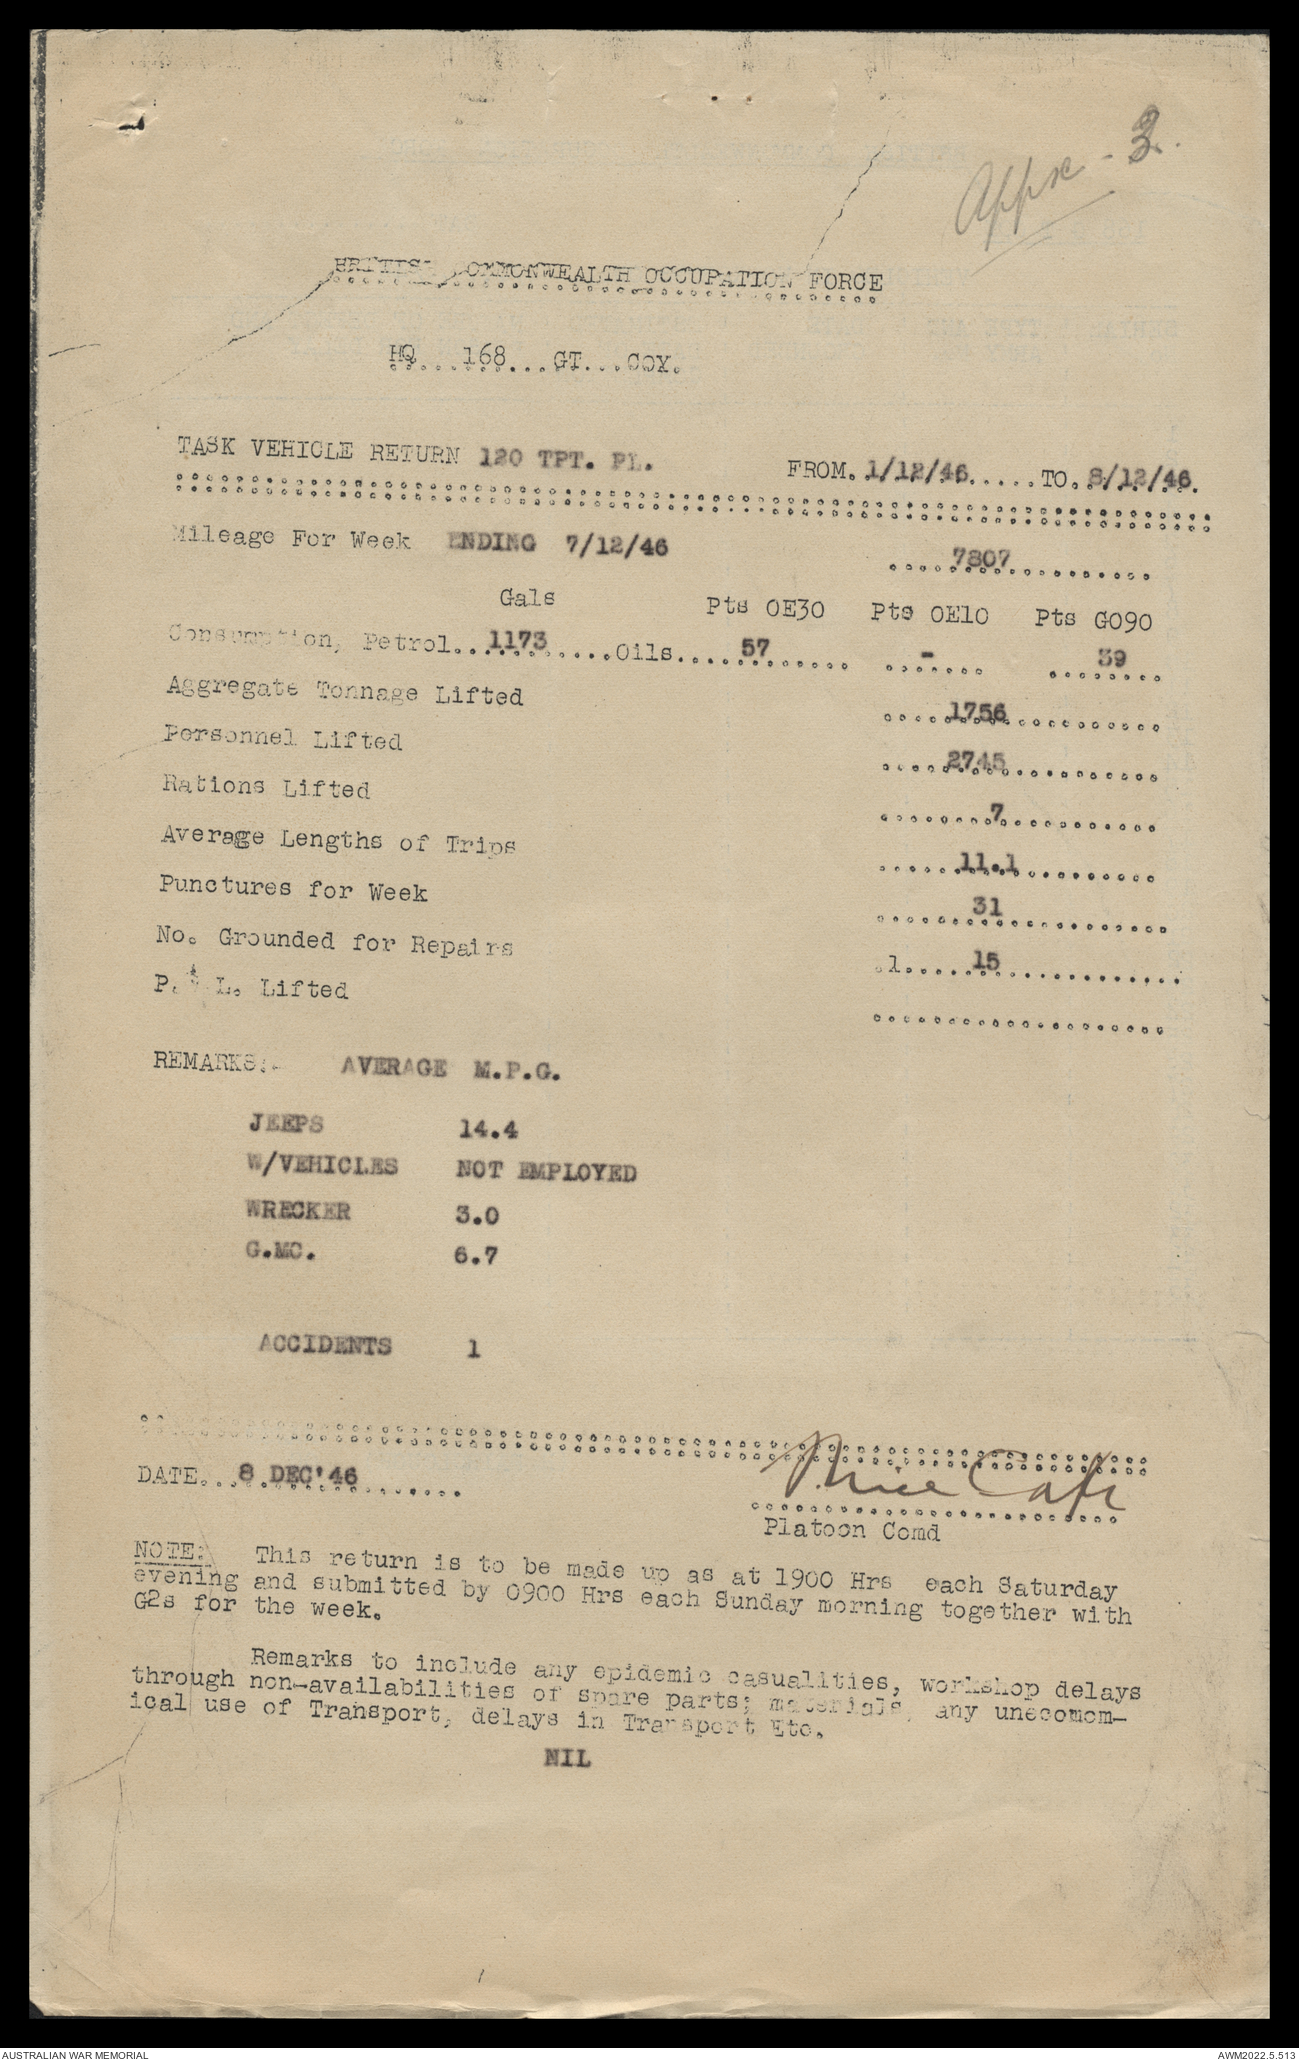 Appx - 3.
BRITISH COMMONWEALTH OCCUPATION FORCE
HQ...168...GT...COY.
TASK VEHICLE RETURN 120 TPT. PL. FROM. 1/12/46.....TO. 8/12/46.
Mileage For Week ENDING 7/12/46 ....7807..........
Gals Pts OE30 Pts OE10 Pts GO90
Consumption, Petrol...1173.....Oils....57...... ...-... ...39...
Aggregate Tonnage Lifted ....1756..........
Personnel Lifted ....2745..........
Rations Lifted .......7..........
Average Lengths of Trips .....11.1.........
Punctures for Week ......31..........
No. Grounded for Repairs .1.....15............
P. & L. Lifted ...................
REMARKS:- AVERAGE M.P.G.
JEEPS 14.4
W/VEHICLES NOT EMPLOYED
WRECKER 3.0
G.MC. 6.7
ACCIDENTS 1
DATE...8 DEC'46.......
Platoon Comd
NOTE: This return is to be made up as at 1900 Hrs each Saturday
evening and submitted by 0900 Hrs each Sunday morning together with
G2s for the week.
Remarks to include any epidemic casualities, workshop delays
through non-availabilities of spare parts; materials, any unecomom-
ical use of Transport, delays in Transport Etc.
NIL
AUSTRALIAN WAR MEMORIAL AWM2022.5.513